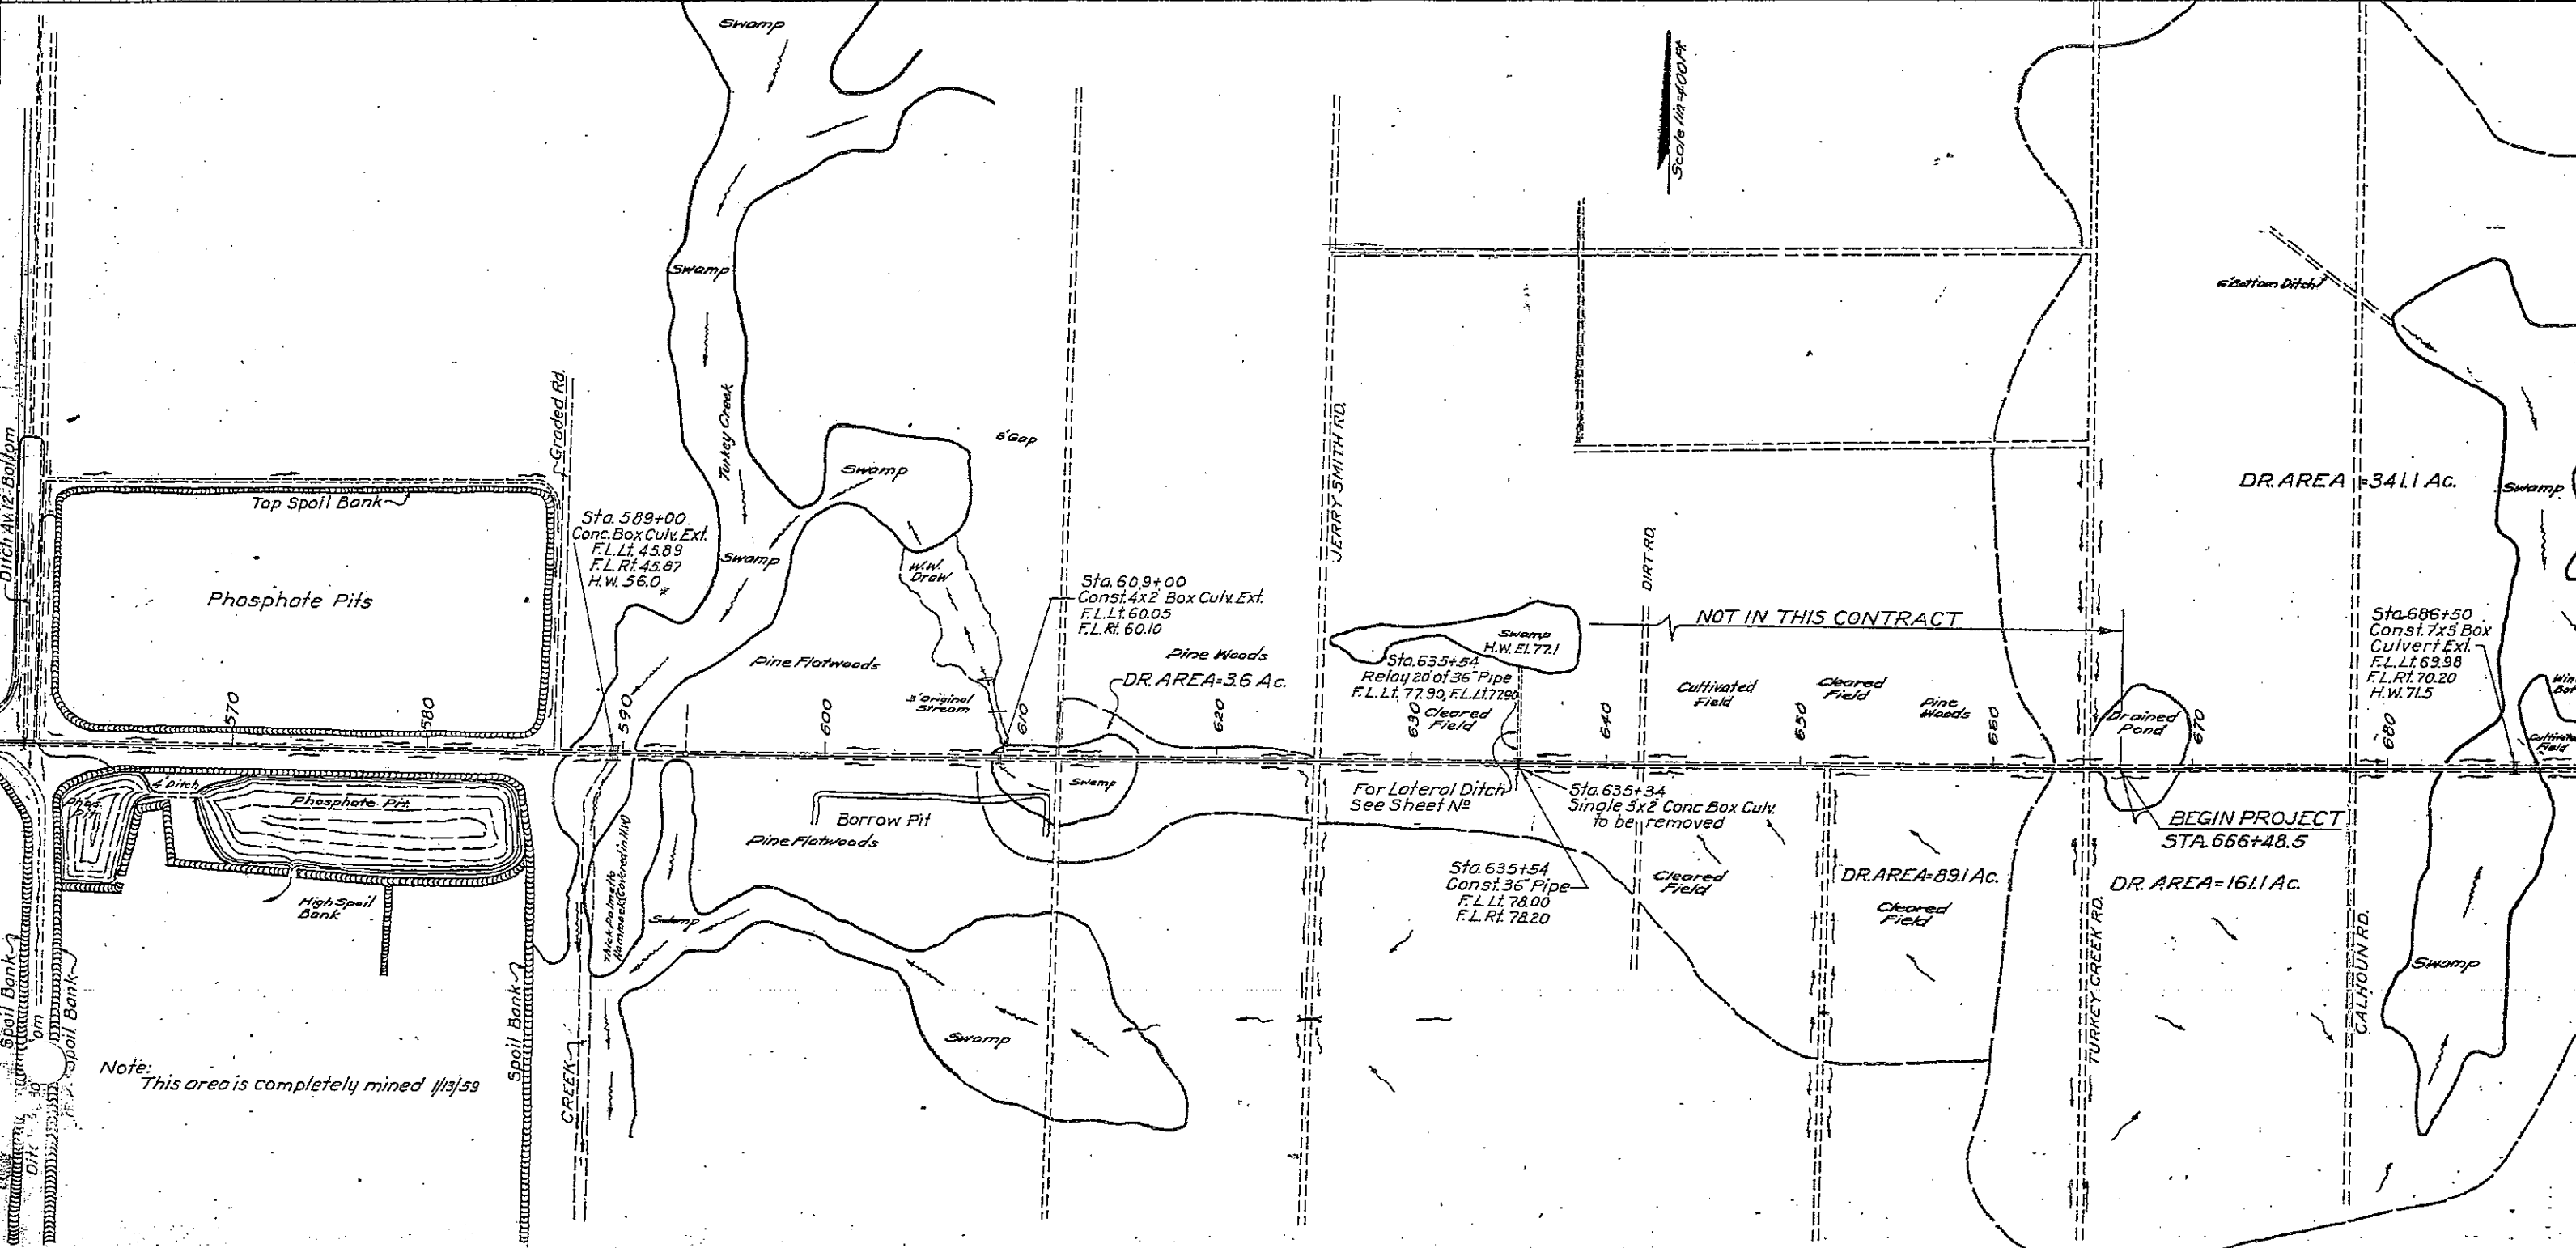 Swamp
Scale 1in.=400Ft.
Swamp
6' Bottom Ditch
Ditch Av. 12' Bottom
Graded Rd.
Turkey Creek
JERRY SMITH RD.
6' Gap
Swamp
Top Spoil Bank
DR. AREA =341.1 Ac.
Swamp
Sta. 589+00
Conc. Box Culv. Ext.
F.L. Lt. 45.89
F.L. Rt. 45.87
H.W. 56.0
Swamp
W.W.
Draw
DIRT RD.
Phosphate Pits
Sta. 609+00
Const. 4x2 Box Culv. Ext.
F.L. Lt. 60.05
F.L. Rt. 60.10
NOT IN THIS CONTRACT
Sta. 686+50
Const. 7x5 Box
Culvert Ext.
F.L. Lt. 69.98
F.L. Rt. 70.20
H.W. 71.5
Swamp
H.W. El. 77.1
Pine Flatwoods
Pine Woods
DR. AREA=3.6 Ac.
Sta. 635+54
Relay 20' of 36" Pipe
F.L. Lt. 77.90, F.L. Lt. 77.90
Cleared
Field
Cultivated
Field
Cleared
Field
Pine
Woods
3' Original
Stream
Drained
Pond
Cultivated
Field
570
580
590
600
610
620
630
640
650
660
670
680
4' Ditch
Phosphate Pit
Swamp
Borrow Pit
Pine Flatwoods
For Lateral Ditch
See Sheet Nº
Sta. 635+34
Single 3x2 Conc. Box Culv.
to be removed
BEGIN PROJECT
STA. 666+48.5
Thick Palmetto
Hammock (Covered in H.W.)
High Spoil
Bank
Sta. 635+54
Const. 36" Pipe
F.L. Lt. 78.00
F.L. Rt. 78.20
Cleared
Field
DR. AREA=89.1 Ac.
Cleared
Field
DR. AREA=161.1 Ac.
Swamp
TURKEY CREEK RD.
CALHOUN RD.
Swamp
Spoil Bank
Spoil Bank
Spoil Bank
Swamp
CREEK
Note:
This area is completely mined 1/13/59